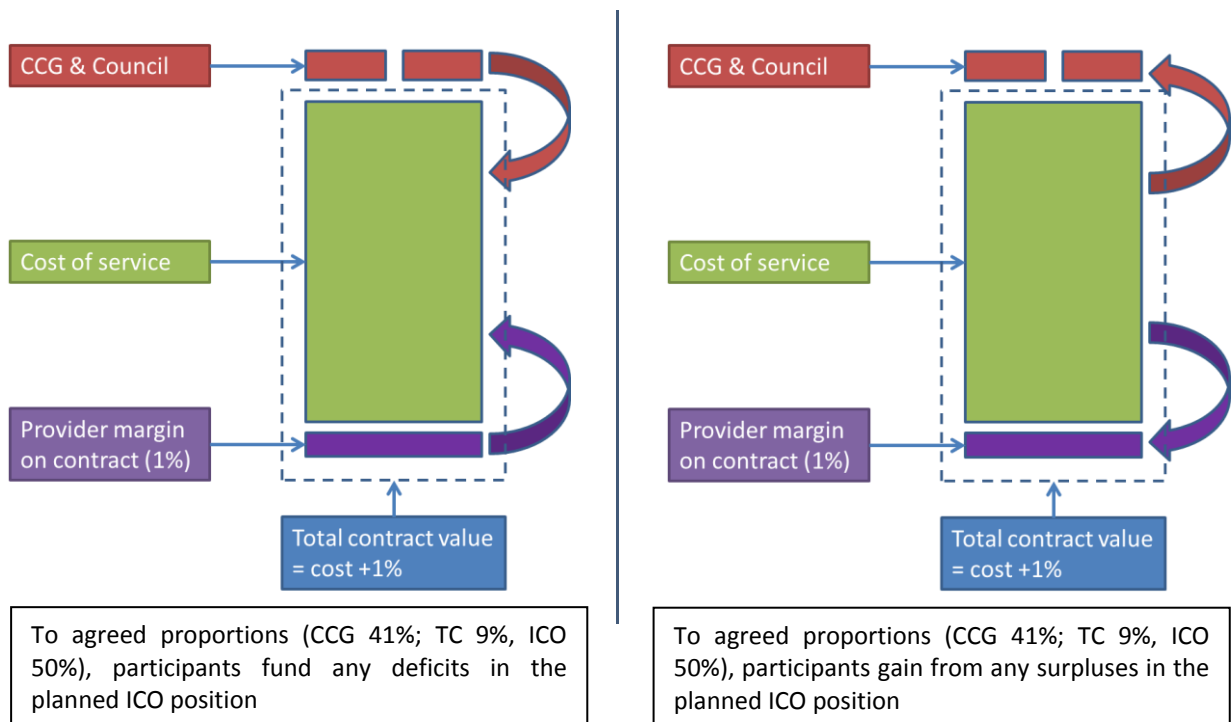 CCG & Council
Cost of service
Provider margin
on contract (1%)
Total contract value
= cost +1%
To agreed proportions (CCG 41%; TC 9%, ICO
50%), participants fund any deficits in the
planned ICO position
CCG & Council
Cost of service
Provider margin
on contract (1%)
Total contract value
= cost +1%
To agreed proportions (CCG 41%; TC 9%, ICO
50%), participants gain from any surpluses in the
planned ICO position